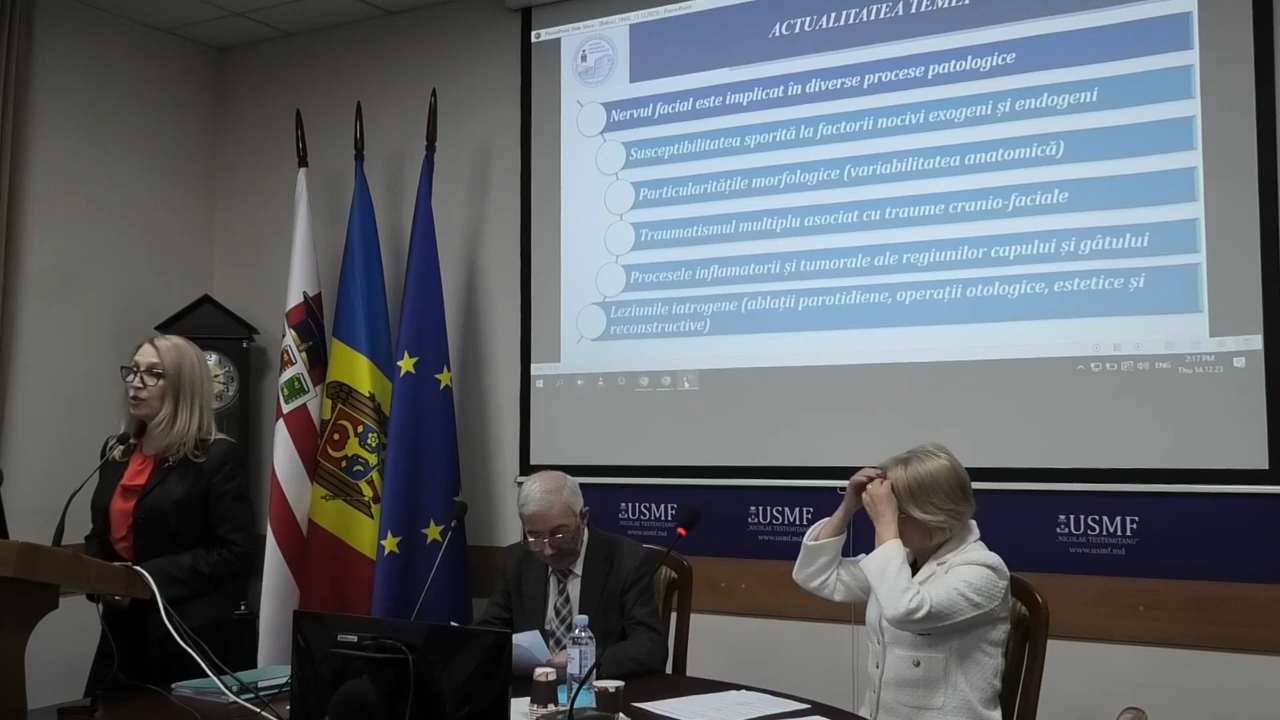 ACTUALITATEA TEMEI
Nervul facial este implicat în diverse procese patologice
Susceptibilitatea sporită la factorii nocivi exogeni și endogeni
Particularitățile morfologice (variabilitatea anatomică)
Traumatismul multiplu asociat cu traume cranio-faciale
Procesele inflamatorii și tumorale ale regiunilor capului și gâtului
Leziunile iatrogene (ablații parotidiene, operații otologice, estetice și
reconstructive)
ENG
2:17 PM
Thu 14.12.23
USMF
"NICOLAE TESTEMIȚANU"
www.usmf.md
USMF
"NICOLAE TESTEMIȚANU"
www.usmf.md
USMF
"NICOLAE TESTEMIȚANU"
www.usmf.md